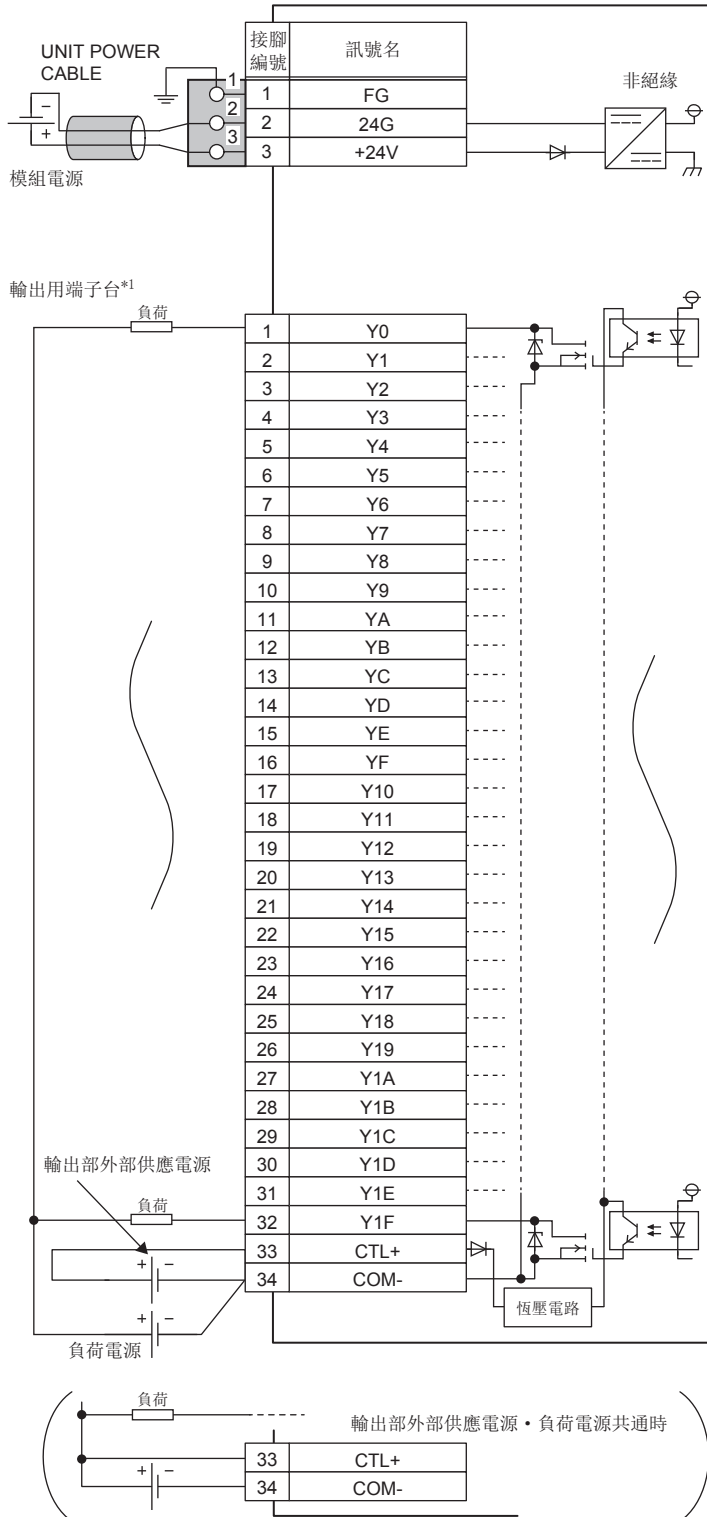 UNIT POWER
CABLE
模組電源
1
2
3
接腳
編號
訊號名
1 FG
2 24G
3 +24V
非絕緣
− +
輸出用端子台*1
負荷
1 Y0
2 Y1
3 Y2
4 Y3
5 Y4
6 Y5
7 Y6
8 Y7
9 Y8
10 Y9
11 YA
12 YB
13 YC
14 YD
15 YE
16 YF
17 Y10
18 Y11
19 Y12
20 Y13
21 Y14
22 Y15
23 Y16
24 Y17
25 Y18
26 Y19
27 Y1A
28 Y1B
29 Y1C
30 Y1D
31 Y1E
32 Y1F
33 CTL+
34 COM-
輸出部外部供應電源
負荷
+ −
+ −
負荷電源
恆壓電路
負荷
輸出部外部供應電源・負荷電源共通時
+ −
33 CTL+
34 COM-